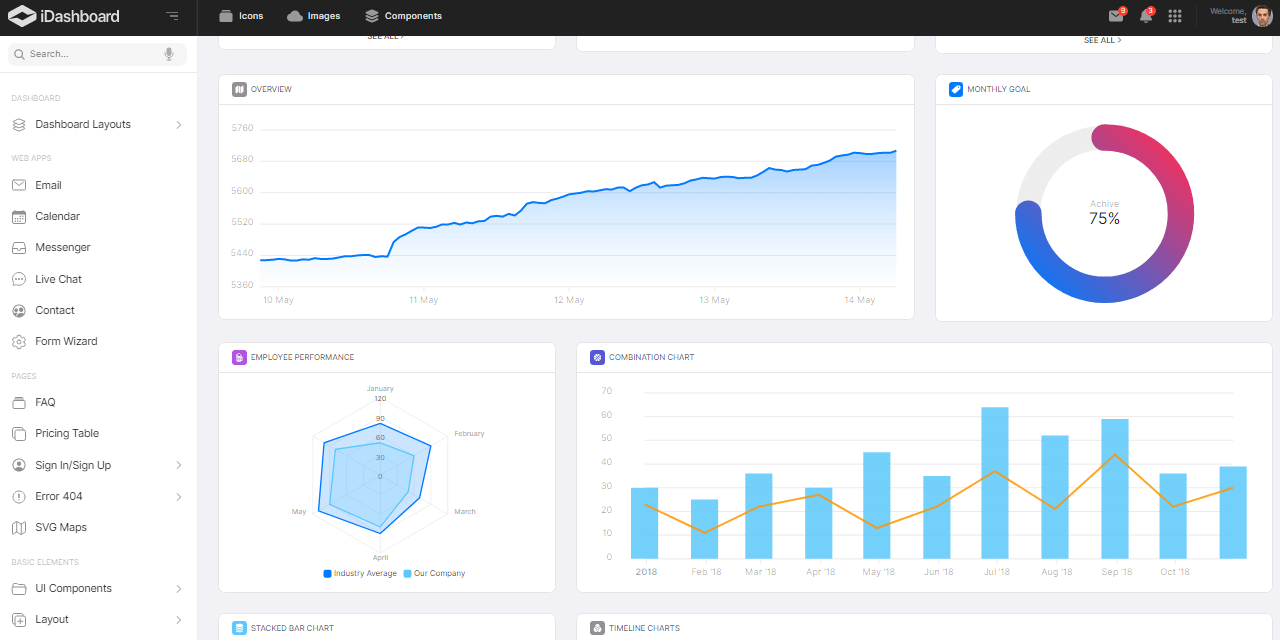 iDashboard
Icons
Images
Components
9
3
Welcome,
test
Search...
SEE ALL >
SEE ALL >
DASHBOARD
Dashboard Layouts
WEB APPS
Email
Calendar
Messenger
Live Chat
Contact
Form Wizard
PAGES
FAQ
Pricing Table
Sign In/Sign Up
Error 404
SVG Maps
BASIC ELEMENTS
UI Components
Layout
OVERVIEW
5760
5680
5600
5520
5440
5360
10 May
11 May
12 May
13 May
14 May
MONTHLY GOAL
Achive
75%
EMPLOYEE PERFORMANCE
January
120
90
60
30
0
February
March
April
May
Industry Average
Our Company
COMBINATION CHART
70
60
50
40
30
20
10
0
2018
Feb '18
Mar '18
Apr '18
May '18
Jun '18
Jul '18
Aug '18
Sep '18
Oct '18
STACKED BAR CHART
TIMELINE CHARTS